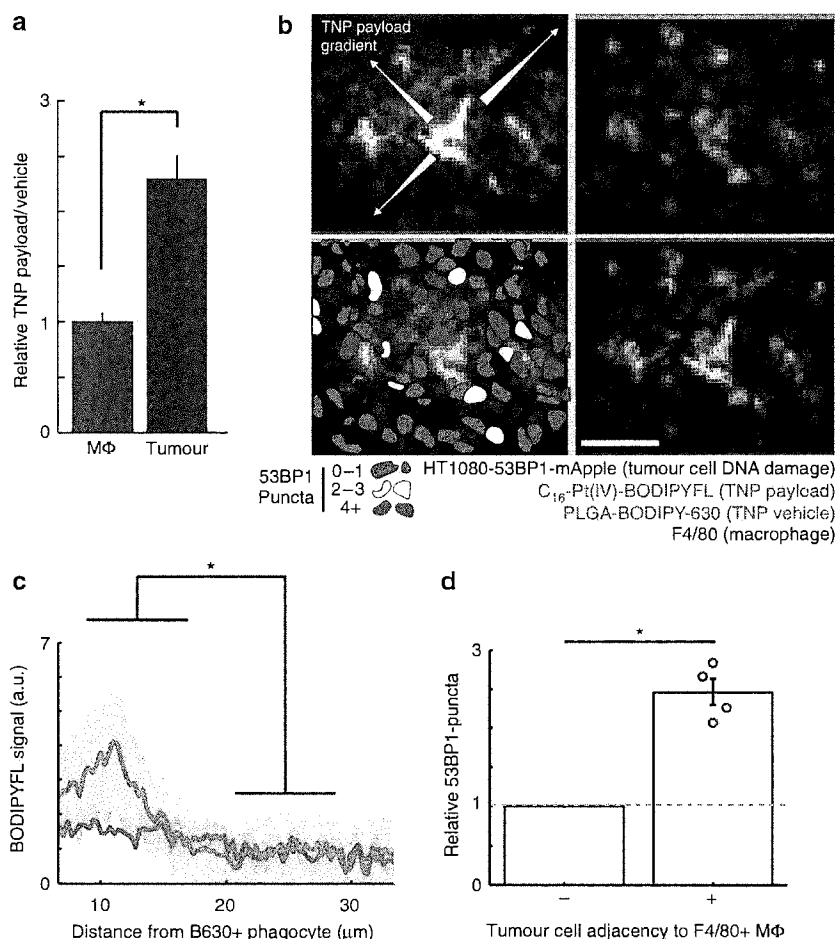 a
3
1
0
Relative TNP payload/vehicle
*
MΦ Tumour
b
TNP payload
gradient
53BP1
Puncta
0–1
2–3
4+
HT1080-53BP1-mApple (tumour cell DNA damage)
C16-Pt(IV)-BODIPYFL (TNP payload)
PLGA-BODIPY-630 (TNP vehicle)
F4/80 (macrophage)
c
*
7
0
BODIPYFL signal (a.u.)
10 20 30
Distance from B630+ phagocyte (μm)
d
*
3
1
0
Relative 53BP1-puncta
– +
Tumour cell adjacency to F4/80+ MΦ